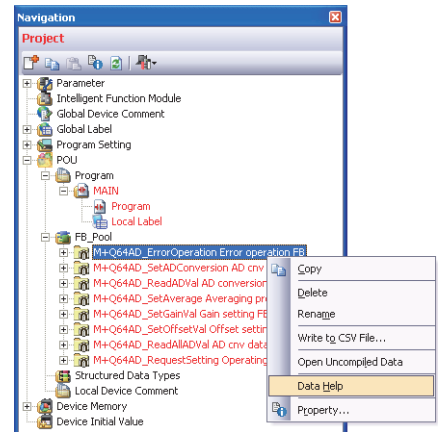 Navigation
Project
Parameter
Intelligent Function Module
Global Device Comment
Global Label
Program Setting
POU
Program
MAIN
Program
Local Label
FB_Pool
M+Q64AD_ErrorOperation Error operation FB
M+Q64AD_SetADConversion AD cnv
M+Q64AD_ReadADVal AD conversion
M+Q64AD_SetAverage Averaging pr
M+Q64AD_SetGainVal Gain setting FB
M+Q64AD_SetOffsetVal Offset settin
M+Q64AD_ReadAllADVal AD cnv data
M+Q64AD_RequestSetting Operating
Structured Data Types
Local Device Comment
Device Memory
Device Initial Value
Copy
Delete
Rename
Write to CSV File...
Open Uncompiled Data
Data Help
Property...